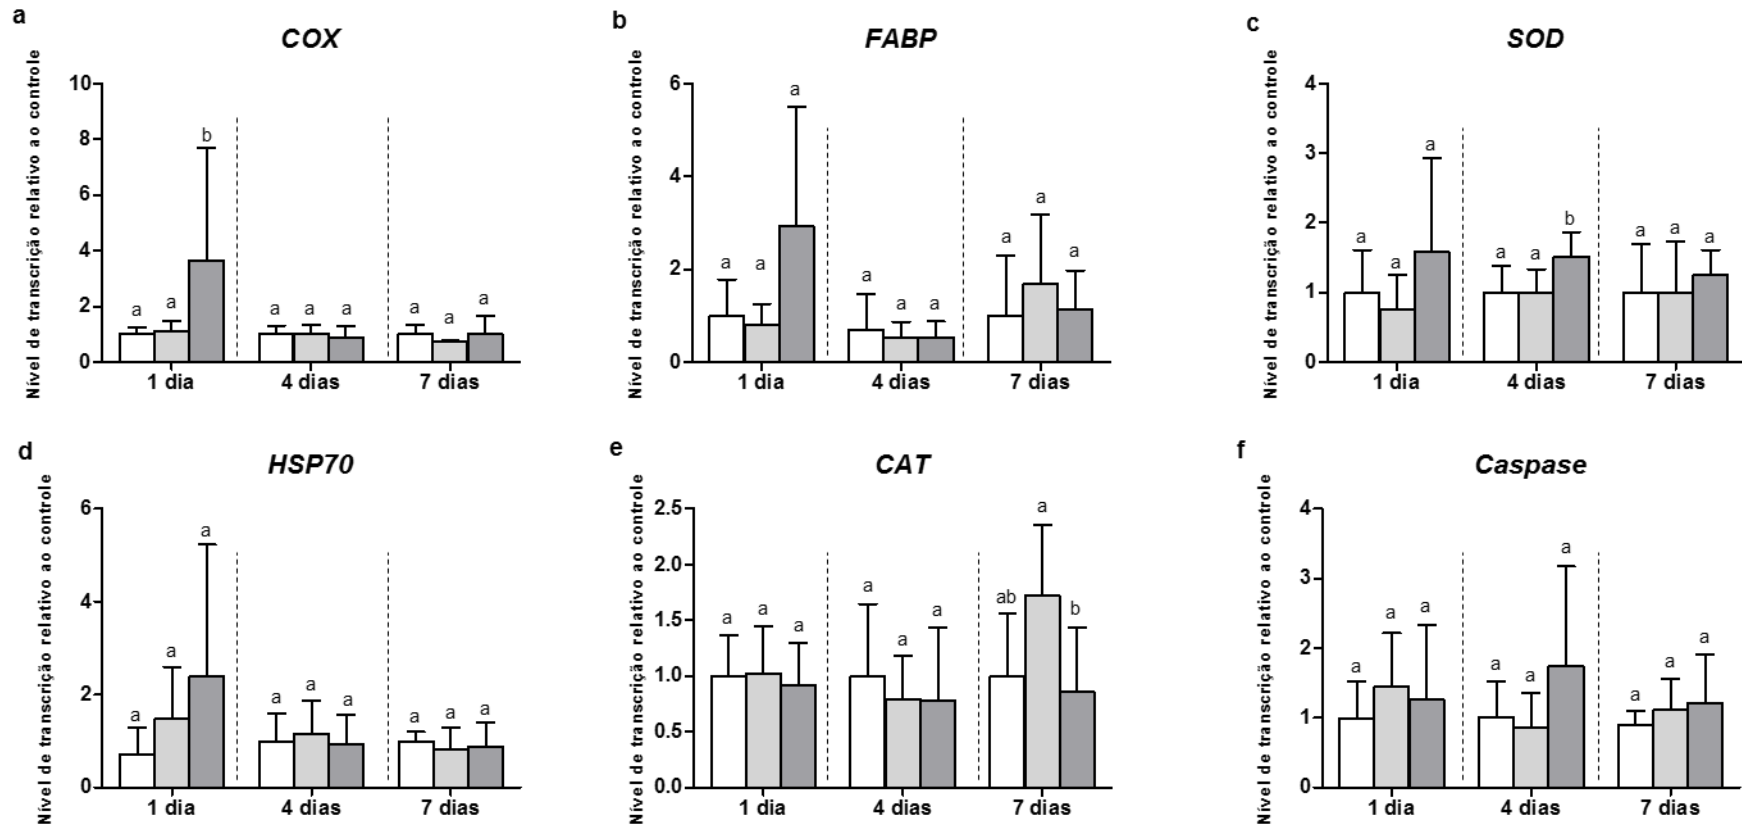 a
COX
Nível de transcrição relativo ao controle
10
8
6
4
2
0
a a b
a a a
a a a
1 dia 4 dias 7 dias
b
FABP
Nível de transcrição relativo ao controle
6
4
2
0
a a a
a a a
a a a
1 dia 4 dias 7 dias
c
SOD
Nível de transcrição relativo ao controle
4
3
2
1
0
a a a
a a b
a a a
1 dia 4 dias 7 dias
d
HSP70
Nível de transcrição relativo ao controle
6
4
2
0
a a a
a a a
a a a
1 dia 4 dias 7 dias
e
CAT
Nível de transcrição relativo ao controle
2.5
2.0
1.5
1.0
0.5
0.0
a a a
a a a
ab a b
1 dia 4 dias 7 dias
f
Caspase
Nível de transcrição relativo ao controle
4
3
2
1
0
a a a
a a a
a a a
1 dia 4 dias 7 dias